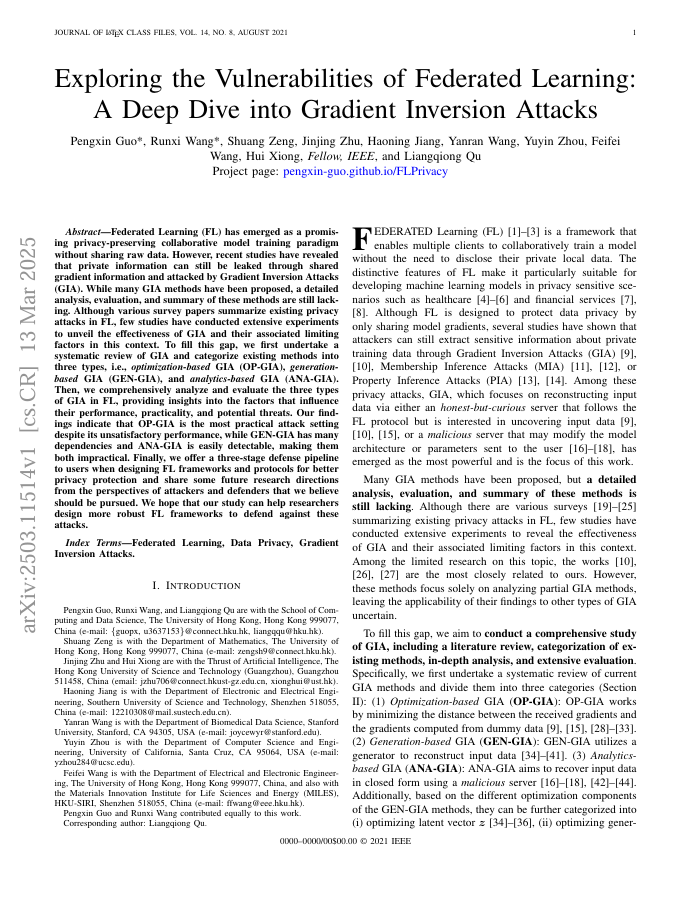 JOURNAL OF LATEX CLASS FILES, VOL. 14, NO. 8, AUGUST 2021 1
Exploring the Vulnerabilities of Federated Learning:
A Deep Dive into Gradient Inversion Attacks
Pengxin Guo*, Runxi Wang*, Shuang Zeng, Jinjing Zhu, Haoning Jiang, Yanran Wang, Yuyin Zhou, Feifei
Wang, Hui Xiong, Fellow, IEEE, and Liangqiong Qu
Project page: pengxin-guo.github.io/FLPrivacy
arXiv:2503.11514v1 [cs.CR] 13 Mar 2025
Abstract—Federated Learning (FL) has emerged as a promis-
ing privacy-preserving collaborative model training paradigm
without sharing raw data. However, recent studies have revealed
that private information can still be leaked through shared
gradient information and attacked by Gradient Inversion Attacks
(GIA). While many GIA methods have been proposed, a detailed
analysis, evaluation, and summary of these methods are still lack-
ing. Although various survey papers summarize existing privacy
attacks in FL, few studies have conducted extensive experiments
to unveil the effectiveness of GIA and their associated limiting
factors in this context. To fill this gap, we first undertake a
systematic review of GIA and categorize existing methods into
three types, i.e., optimization-based GIA (OP-GIA), generation-
based GIA (GEN-GIA), and analytics-based GIA (ANA-GIA).
Then, we comprehensively analyze and evaluate the three types
of GIA in FL, providing insights into the factors that influence
their performance, practicality, and potential threats. Our find-
ings indicate that OP-GIA is the most practical attack setting
despite its unsatisfactory performance, while GEN-GIA has many
dependencies and ANA-GIA is easily detectable, making them
both impractical. Finally, we offer a three-stage defense pipeline
to users when designing FL frameworks and protocols for better
privacy protection and share some future research directions
from the perspectives of attackers and defenders that we believe
should be pursued. We hope that our study can help researchers
design more robust FL frameworks to defend against these
attacks.
Index Terms—Federated Learning, Data Privacy, Gradient
Inversion Attacks.
I. INTRODUCTION
Pengxin Guo, Runxi Wang, and Liangqiong Qu are with the School of Com-
puting and Data Science, The University of Hong Kong, Hong Kong 999077,
China (e-mail: {guopx, u3637153}@connect.hku.hk, liangqqu@hku.hk).
Shuang Zeng is with the Department of Mathematics, The University of
Hong Kong, Hong Kong 999077, China (e-mail: zengsh9@connect.hku.hk).
Jinjing Zhu and Hui Xiong are with the Thrust of Artificial Intelligence, The
Hong Kong University of Science and Technology (Guangzhou), Guangzhou
511458, China (email: jzhu706@connect.hkust-gz.edu.cn, xionghui@ust.hk).
Haoning Jiang is with the Department of Electronic and Electrical Engi-
neering, Southern University of Science and Technology, Shenzhen 518055,
China (e-mail: 12210308@mail.sustech.edu.cn).
Yanran Wang is with the Department of Biomedical Data Science, Stanford
University, Stanford, CA 94305, USA (e-mail: joycewyr@stanford.edu).
Yuyin Zhou is with the Department of Computer Science and Engi-
neering, University of California, Santa Cruz, CA 95064, USA (e-mail:
yzhou284@ucsc.edu).
Feifei Wang is with the Department of Electrical and Electronic Engineer-
ing, The University of Hong Kong, Hong Kong 999077, China, and also with
the Materials Innovation Institute for Life Sciences and Energy (MILES),
HKU-SIRI, Shenzhen 518055, China (e-mail: ffwang@eee.hku.hk).
Pengxin Guo and Runxi Wang contributed equally to this work.
Corresponding author: Liangqiong Qu.
FEDERATED Learning (FL) [1]–[3] is a framework that
enables multiple clients to collaboratively train a model
without the need to disclose their private local data. The
distinctive features of FL make it particularly suitable for
developing machine learning models in privacy sensitive sce-
narios such as healthcare [4]–[6] and financial services [7],
[8]. Although FL is designed to protect data privacy by
only sharing model gradients, several studies have shown that
attackers can still extract sensitive information about private
training data through Gradient Inversion Attacks (GIA) [9],
[10], Membership Inference Attacks (MIA) [11], [12], or
Property Inference Attacks (PIA) [13], [14]. Among these
privacy attacks, GIA, which focuses on reconstructing input
data via either an honest-but-curious server that follows the
FL protocol but is interested in uncovering input data [9],
[10], [15], or a malicious server that may modify the model
architecture or parameters sent to the user [16]–[18], has
emerged as the most powerful and is the focus of this work.
Many GIA methods have been proposed, but a detailed
analysis, evaluation, and summary of these methods is
still lacking. Although there are various surveys [19]–[25]
summarizing existing privacy attacks in FL, few studies have
conducted extensive experiments to reveal the effectiveness
of GIA and their associated limiting factors in this context.
Among the limited research on this topic, the works [10],
[26], [27] are the most closely related to ours. However,
these methods focus solely on analyzing partial GIA methods,
leaving the applicability of their findings to other types of GIA
uncertain.
To fill this gap, we aim to conduct a comprehensive study
of GIA, including a literature review, categorization of ex-
isting methods, in-depth analysis, and extensive evaluation.
Specifically, we first undertake a systematic review of current
GIA methods and divide them into three categories (Section
II): (1) Optimization-based GIA (OP-GIA): OP-GIA works
by minimizing the distance between the received gradients and
the gradients computed from dummy data [9], [15], [28]–[33].
(2) Generation-based GIA (GEN-GIA): GEN-GIA utilizes a
generator to reconstruct input data [34]–[41]. (3) Analytics-
based GIA (ANA-GIA): ANA-GIA aims to recover input data
in closed form using a malicious server [16]–[18], [42]–[44].
Additionally, based on the different optimization components
of the GEN-GIA methods, they can be further categorized into
(i) optimizing latent vector z [34]–[36], (ii) optimizing gener-
0000–0000/00$00.00 © 2021 IEEE